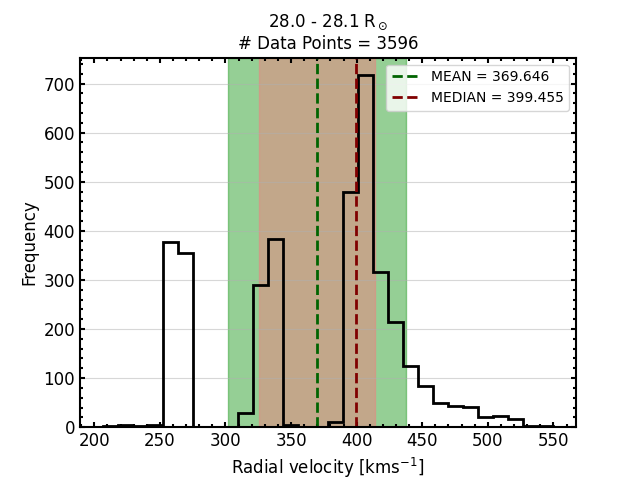 28.0 - 28.1 R⊙
# Data Points = 3596
MEAN = 369.646
MEDIAN = 399.455
700
600
500
400
300
200
100
0
Frequency
200 250 300 350 400 450 500 550
Radial velocity [kms⁻¹]